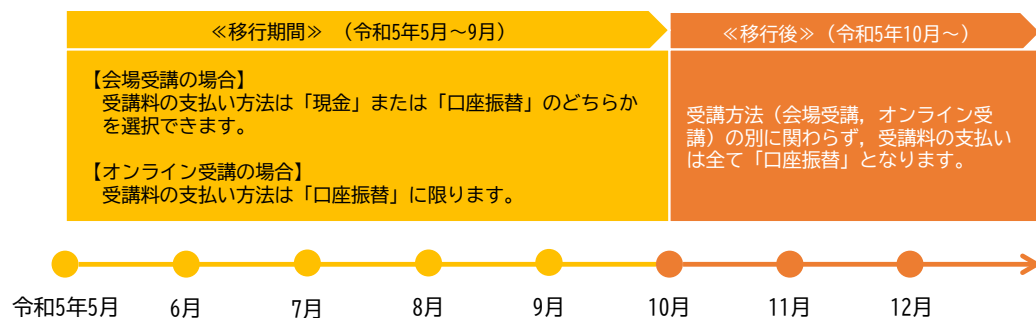 ≪移行期間≫ (令和5年5月～9月)
≪移行後≫ (令和5年10月～)
【会場受講の場合】
受講料の支払い方法は「現金」または「口座振替」のどちらか
を選択できます。
【オンライン受講の場合】
受講料の支払い方法は「口座振替」に限ります。
受講方法（会場受講，オンライン受
講）の別に関わらず，受講料の支払い
は全て「口座振替」となります。
令和5年5月 6月 7月 8月 9月 10月 11月 12月